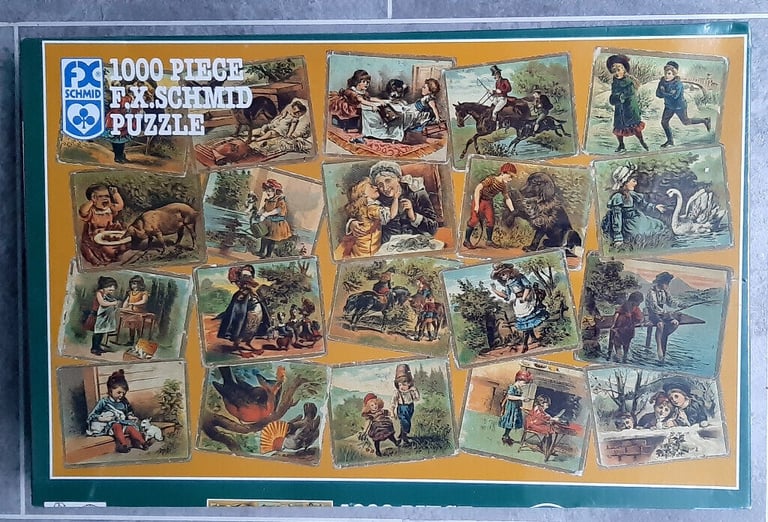 FX
SCHMID
1000 PIECE
F.X.SCHMID
PUZZLE